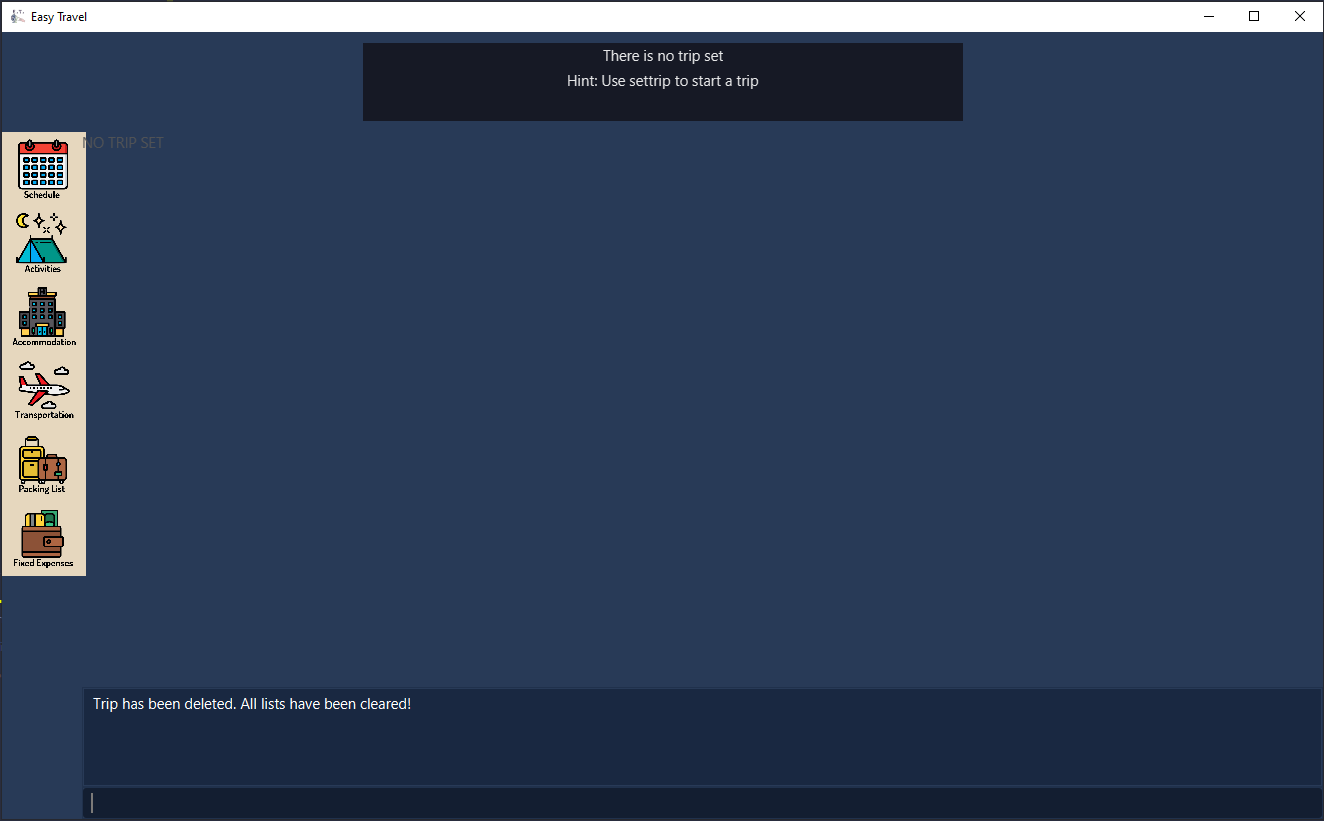 Easy Travel
There is no trip set
Hint: Use settrip to start a trip
NO TRIP SET
Schedule
Activities
Accommodation
Transportation
Packing List
Fixed Expenses
Trip has been deleted. All lists have been cleared!